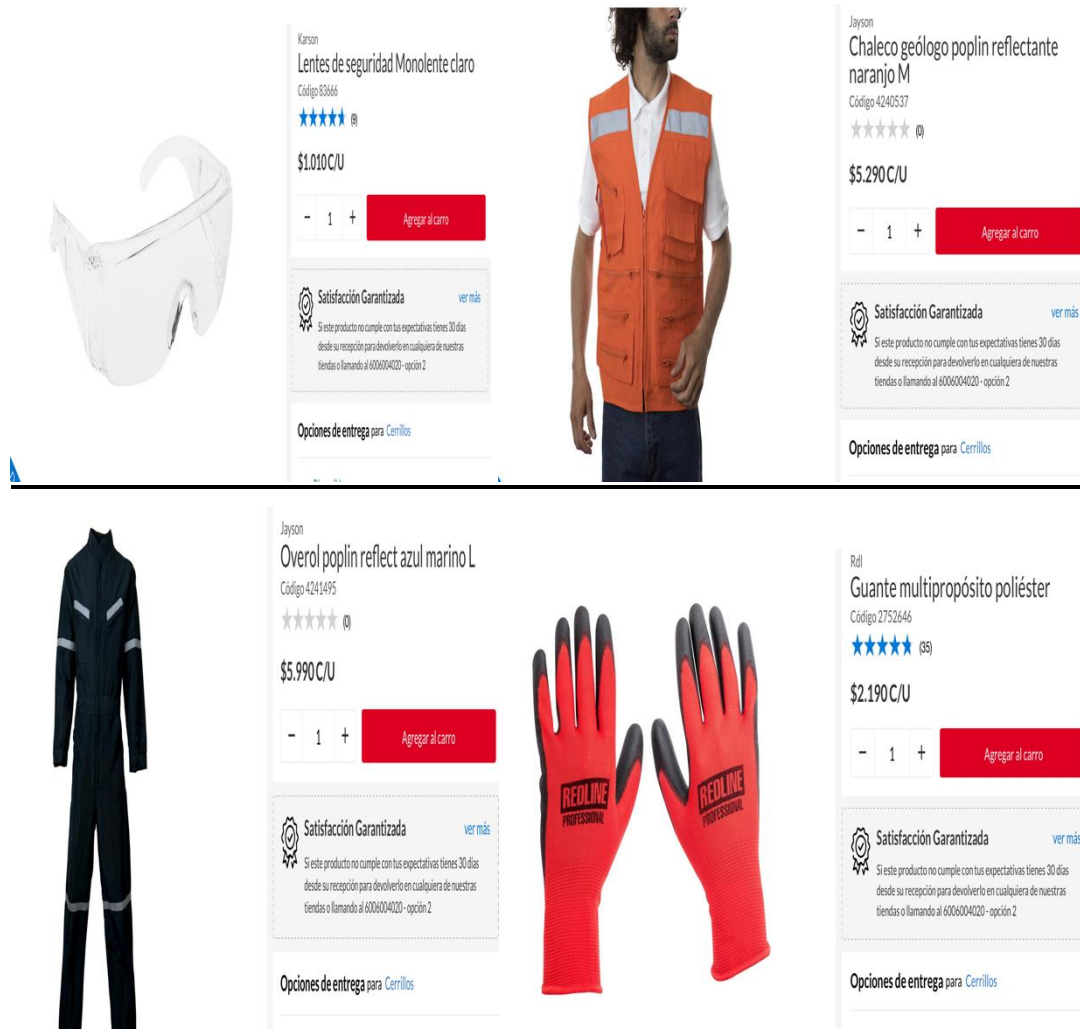 Karson
Lentes de seguridad Monolente claro
Código 83666
(9)
$1.010 C/U
- 1 +
Agregar al carro
Satisfacción Garantizada
ver más
Si este producto no cumple con tus expectativas tienes 30 días
desde su recepción para devolverlo en cualquiera de nuestras
tiendas o llamando al 6006004020 - opción 2
Opciones de entrega para Cerrillos
Jayson
Chaleco geólogo poplin reflectante
naranjo M
Código 4240537
(0)
$5.290 C/U
- 1 +
Agregar al carro
Satisfacción Garantizada
ver más
Si este producto no cumple con tus expectativas tienes 30 días
desde su recepción para devolverlo en cualquiera de nuestras
tiendas o llamando al 6006004020 - opción 2
Opciones de entrega para Cerrillos
Jayson
Overol poplin reflect azul marino L
Código 4241495
(0)
$5.990 C/U
- 1 +
Agregar al carro
Satisfacción Garantizada
ver más
Si este producto no cumple con tus expectativas tienes 30 días
desde su recepción para devolverlo en cualquiera de nuestras
tiendas o llamando al 6006004020 - opción 2
Opciones de entrega para Cerrillos
REDLINE
PROFESSIONAL
REDLINE
PROFESSIONAL
Rdl
Guante multipropósito poliéster
Código 2752646
(35)
$2.190 C/U
- 1 +
Agregar al carro
Satisfacción Garantizada
ver más
Si este producto no cumple con tus expectativas tienes 30 días
desde su recepción para devolverlo en cualquiera de nuestras
tiendas o llamando al 6006004020 - opción 2
Opciones de entrega para Cerrillos